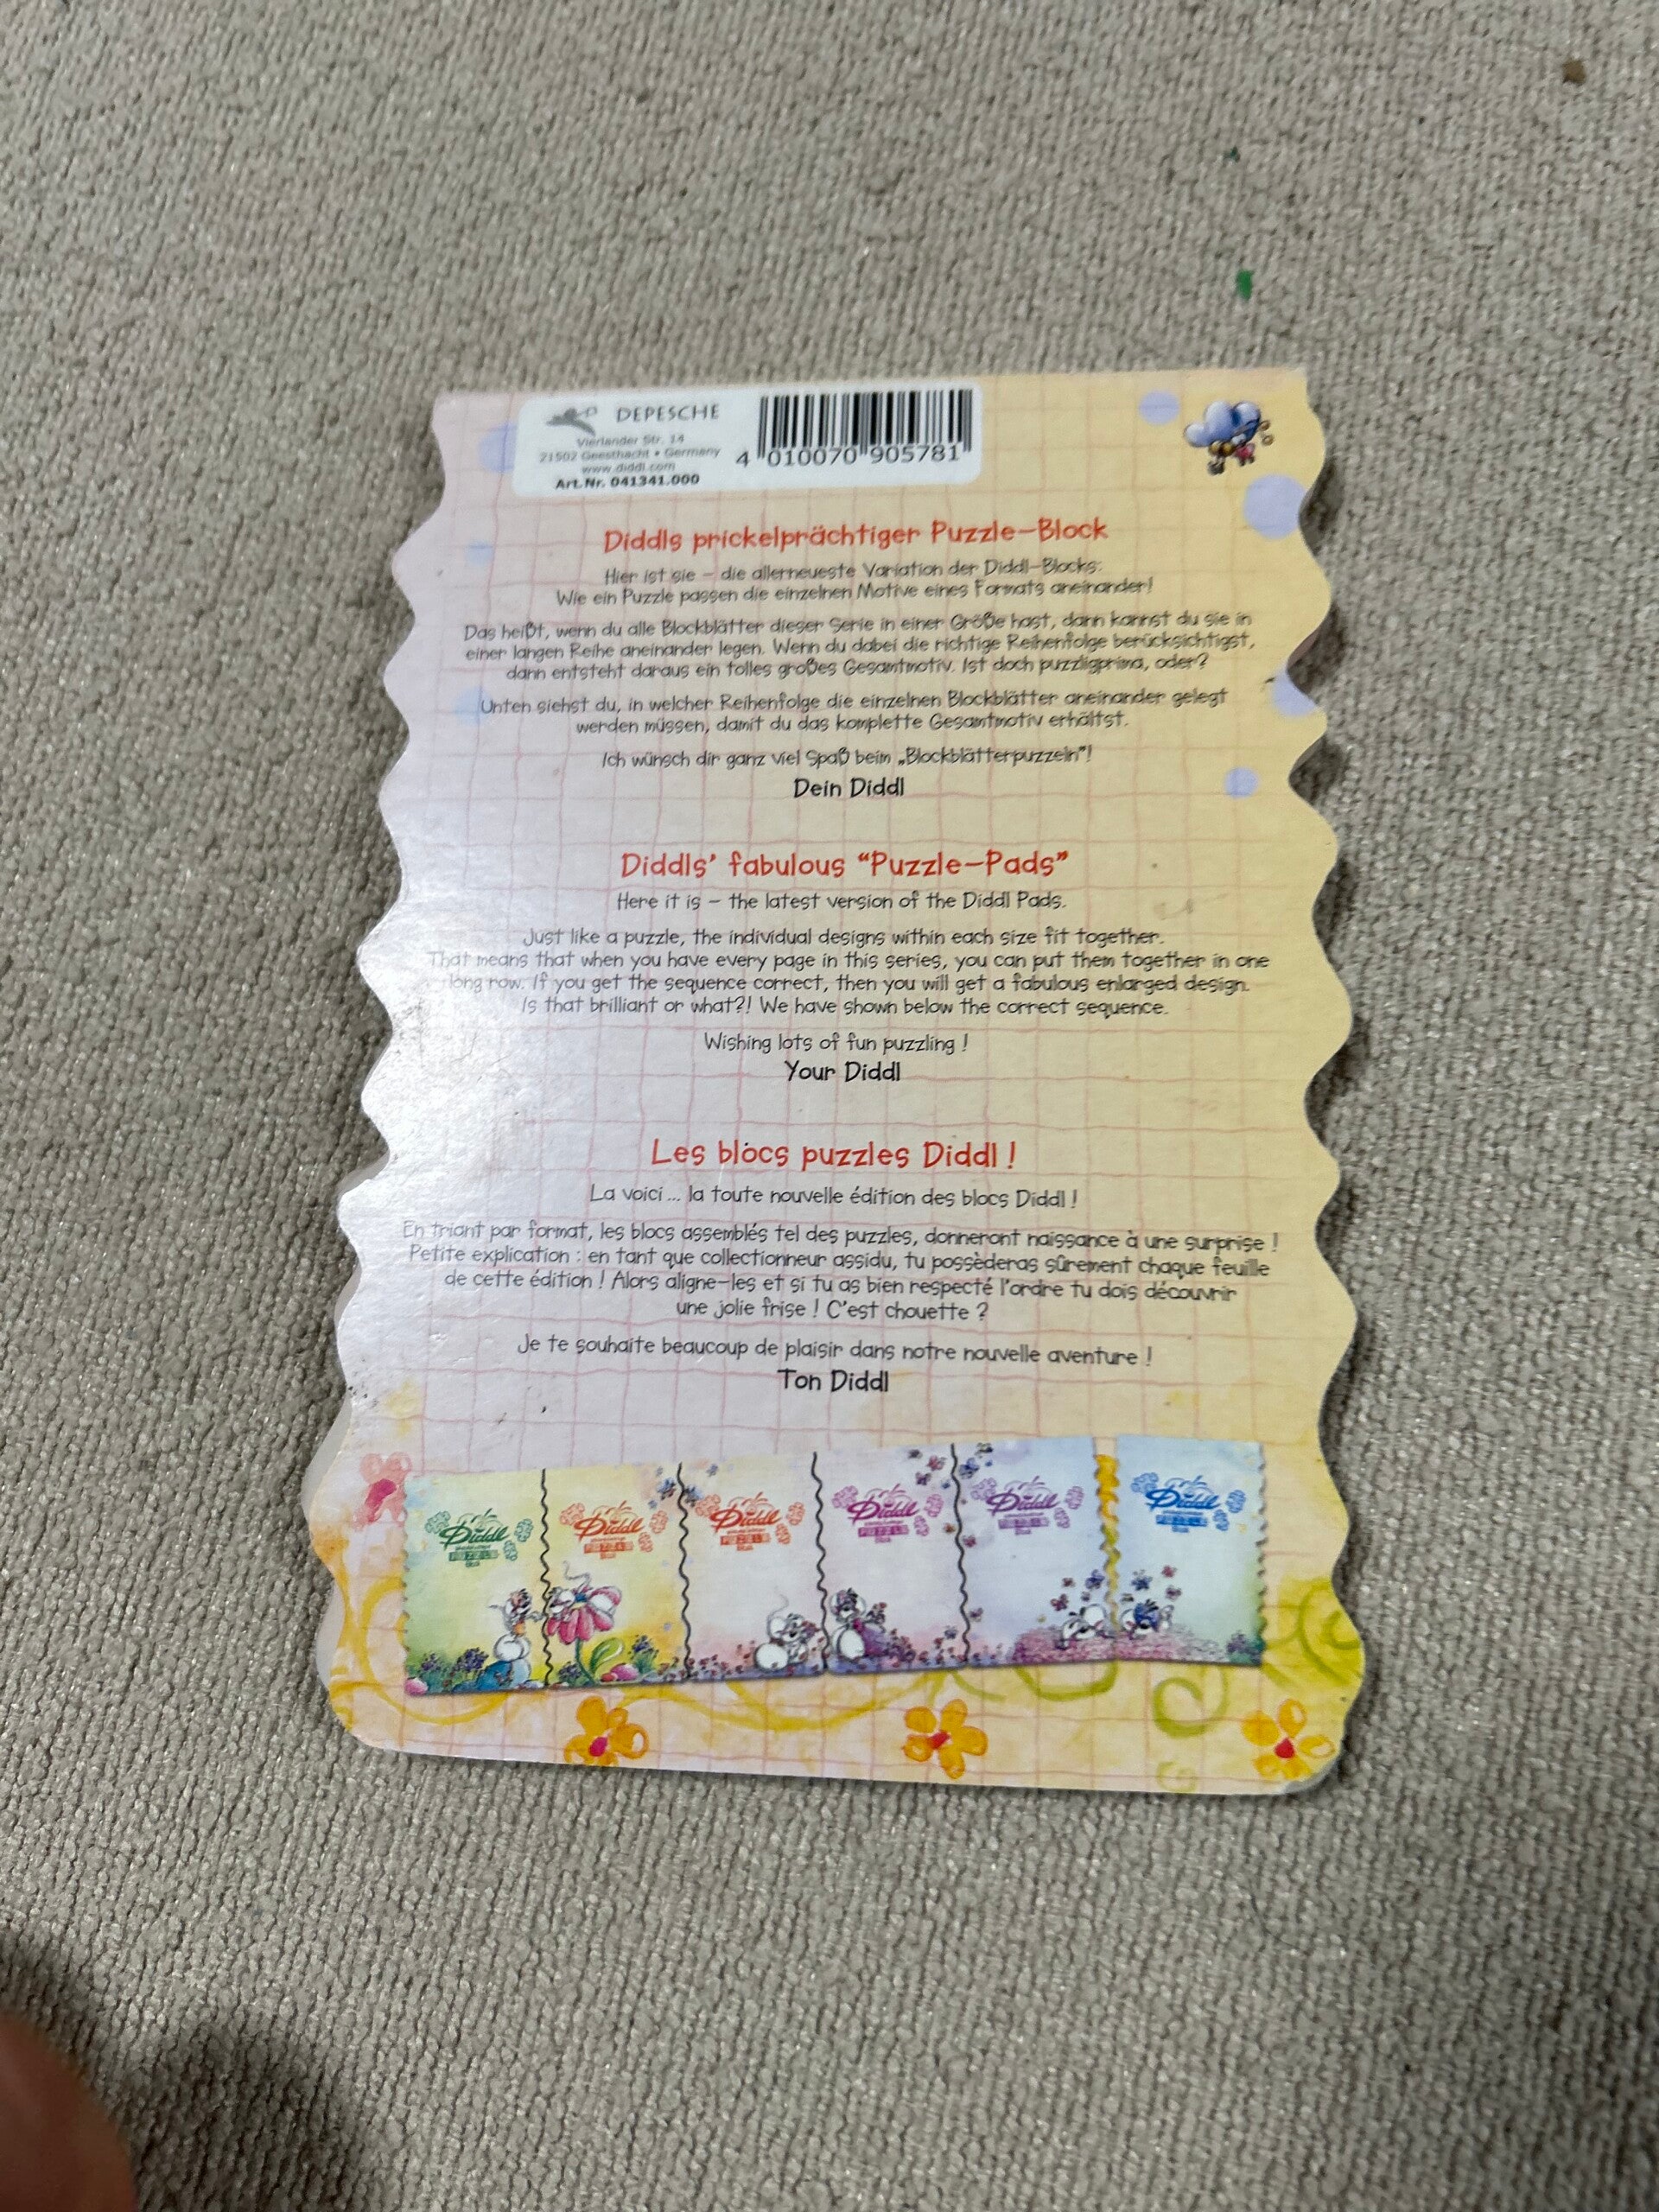 DEPESCHE
Vierlander Str. 14
21502 Geesthacht • Germany
www.diddl.com
Art.Nr. 041341.000
4 010070 905781
Diddls prickelprächtiger Puzzle-Block
Hier ist sie – die allerneueste Variation der Diddl-Blocks:
Wie ein Puzzle passen die einzelnen Motive eines Formats aneinander!
Das heißt, wenn du alle Blockblätter dieser Serie in einer Größe hast, dann kannst du sie in
einer langen Reihe aneinander legen. Wenn du dabei die richtige Reihenfolge berücksichtigst,
dann entsteht daraus ein tolles großes Gesamtmotiv. Ist doch puzzligprima, oder?
Unten siehst du, in welcher Reihenfolge die einzelnen Blockblätter aneinander gelegt
werden müssen, damit du das komplette Gesamtmotiv erhältst.
Ich wünsch dir ganz viel Spaß beim „Blockblätterpuzzeln"!
Dein Diddl
Diddls' fabulous “Puzzle-Pads”
Here it is – the latest version of the Diddl Pads.
Just like a puzzle, the individual designs within each size fit together.
That means that when you have every page in this series, you can put them together in one
long row. If you get the sequence correct, then you will get a fabulous enlarged design.
Is that brilliant or what?! We have shown below the correct sequence.
Wishing lots of fun puzzling !
Your Diddl
Les blocs puzzles Diddl !
La voici ... la toute nouvelle édition des blocs Diddl !
En triant par format, les blocs assemblés tel des puzzles, donneront naissance à une surprise !
Petite explication : en tant que collectionneur assidu, tu possèderas sûrement chaque feuille
de cette édition ! Alors aligne-les et si tu as bien respecté l'ordre tu dois découvrir
une jolie frise ! C'est chouette ?
Je te souhaite beaucoup de plaisir dans notre nouvelle aventure !
Ton Diddl
Diddl PUZZLE
Diddl PUZZLE
Diddl PUZZLE
Diddl PUZZLE
Diddl PUZZLE
Diddl PUZZLE